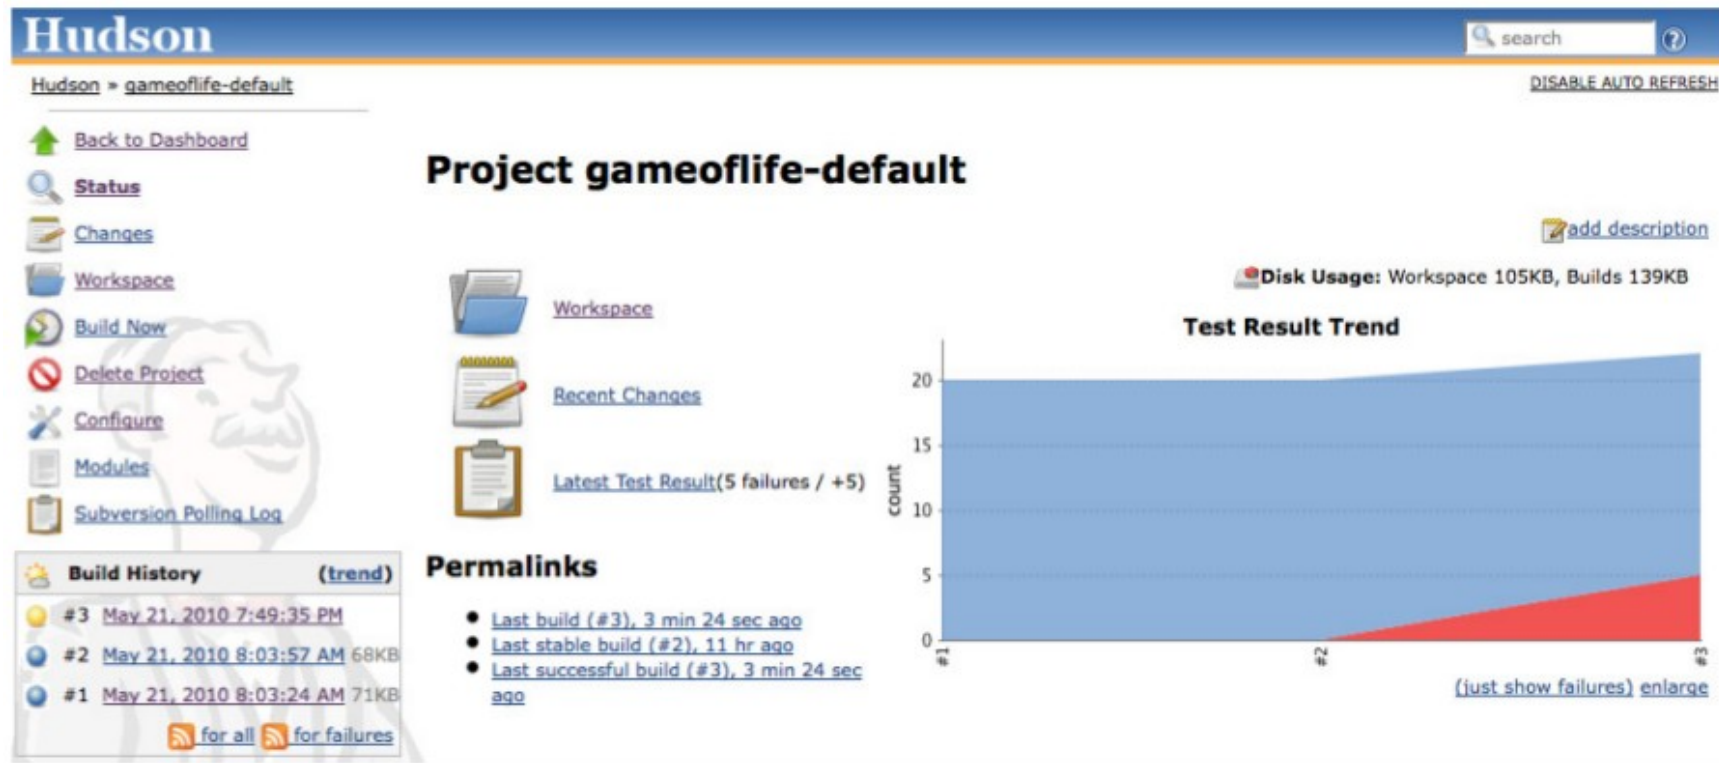 Hudson
search
Hudson » gameoflife-default
DISABLE AUTO REFRESH
Back to Dashboard
Status
Changes
Workspace
Build Now
Delete Project
Configure
Modules
Subversion Polling Log
Build History (trend)
#3 May 21, 2010 7:49:35 PM
#2 May 21, 2010 8:03:57 AM 68KB
#1 May 21, 2010 8:03:24 AM 71KB
for all for failures
Project gameoflife-default
add description
Disk Usage: Workspace 105KB, Builds 139KB
Workspace
Recent Changes
Latest Test Result(5 failures / +5)
Permalinks
Last build (#3), 3 min 24 sec ago
Last stable build (#2), 11 hr ago
Last successful build (#3), 3 min 24 sec
ago
Test Result Trend
count
20
15
10
5
0
#1
#2
#3
(just show failures) enlarge